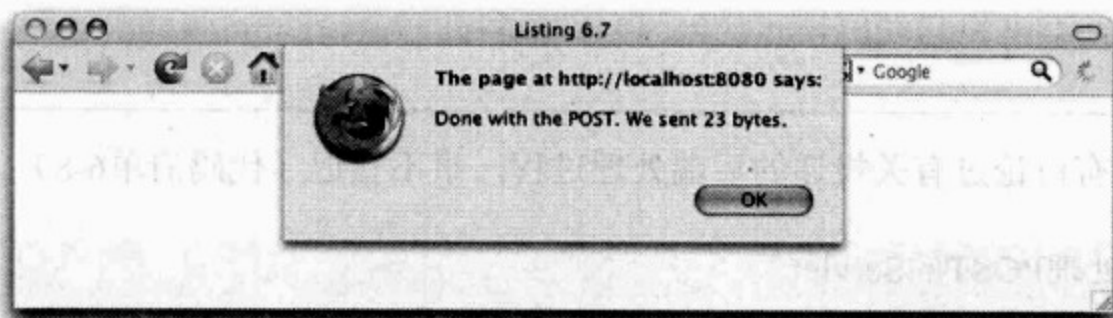 Listing 6.7
Google
The page at http://localhost:8080 says:
Done with the POST. We sent 23 bytes.
OK